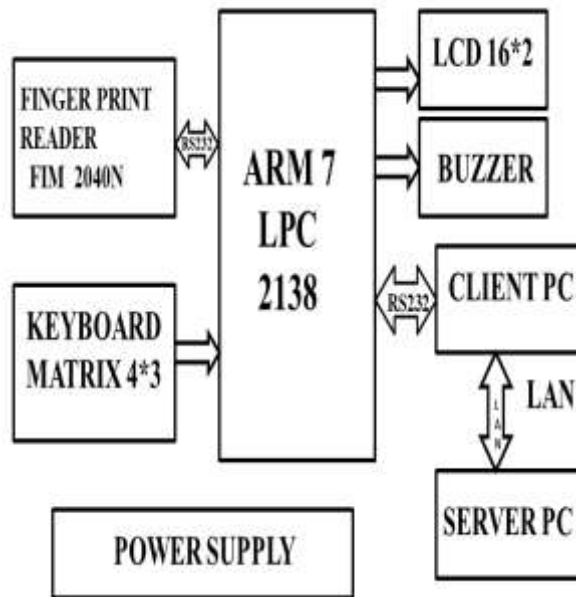 FINGER PRINT
READER
FIM 2040N
RS232
KEYBOARD
MATRIX 4*3
ARM 7
LPC
2138
LCD 16*2
BUZZER
RS232
CLIENT PC
LAN
LAN
SERVER PC
POWER SUPPLY